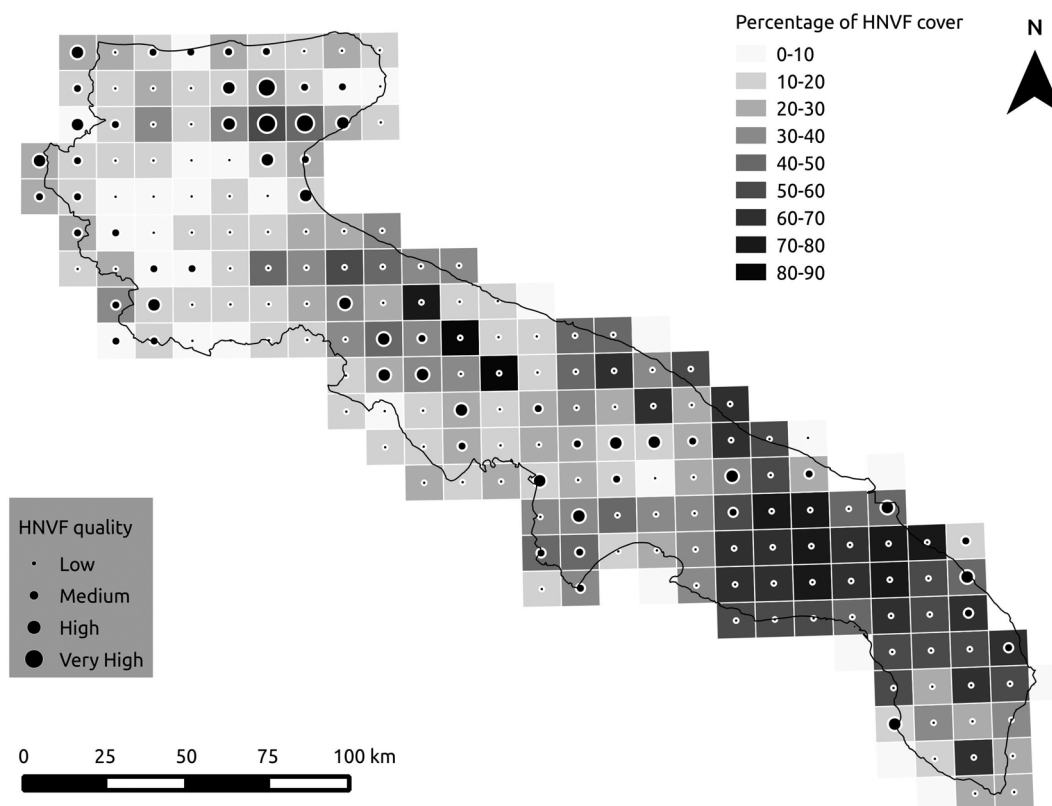 Percentage of HNVF cover
0-10
10-20
20-30
30-40
40-50
50-60
60-70
70-80
80-90
N
HNVF quality
Low
Medium
High
Very High
0 25 50 75 100 km